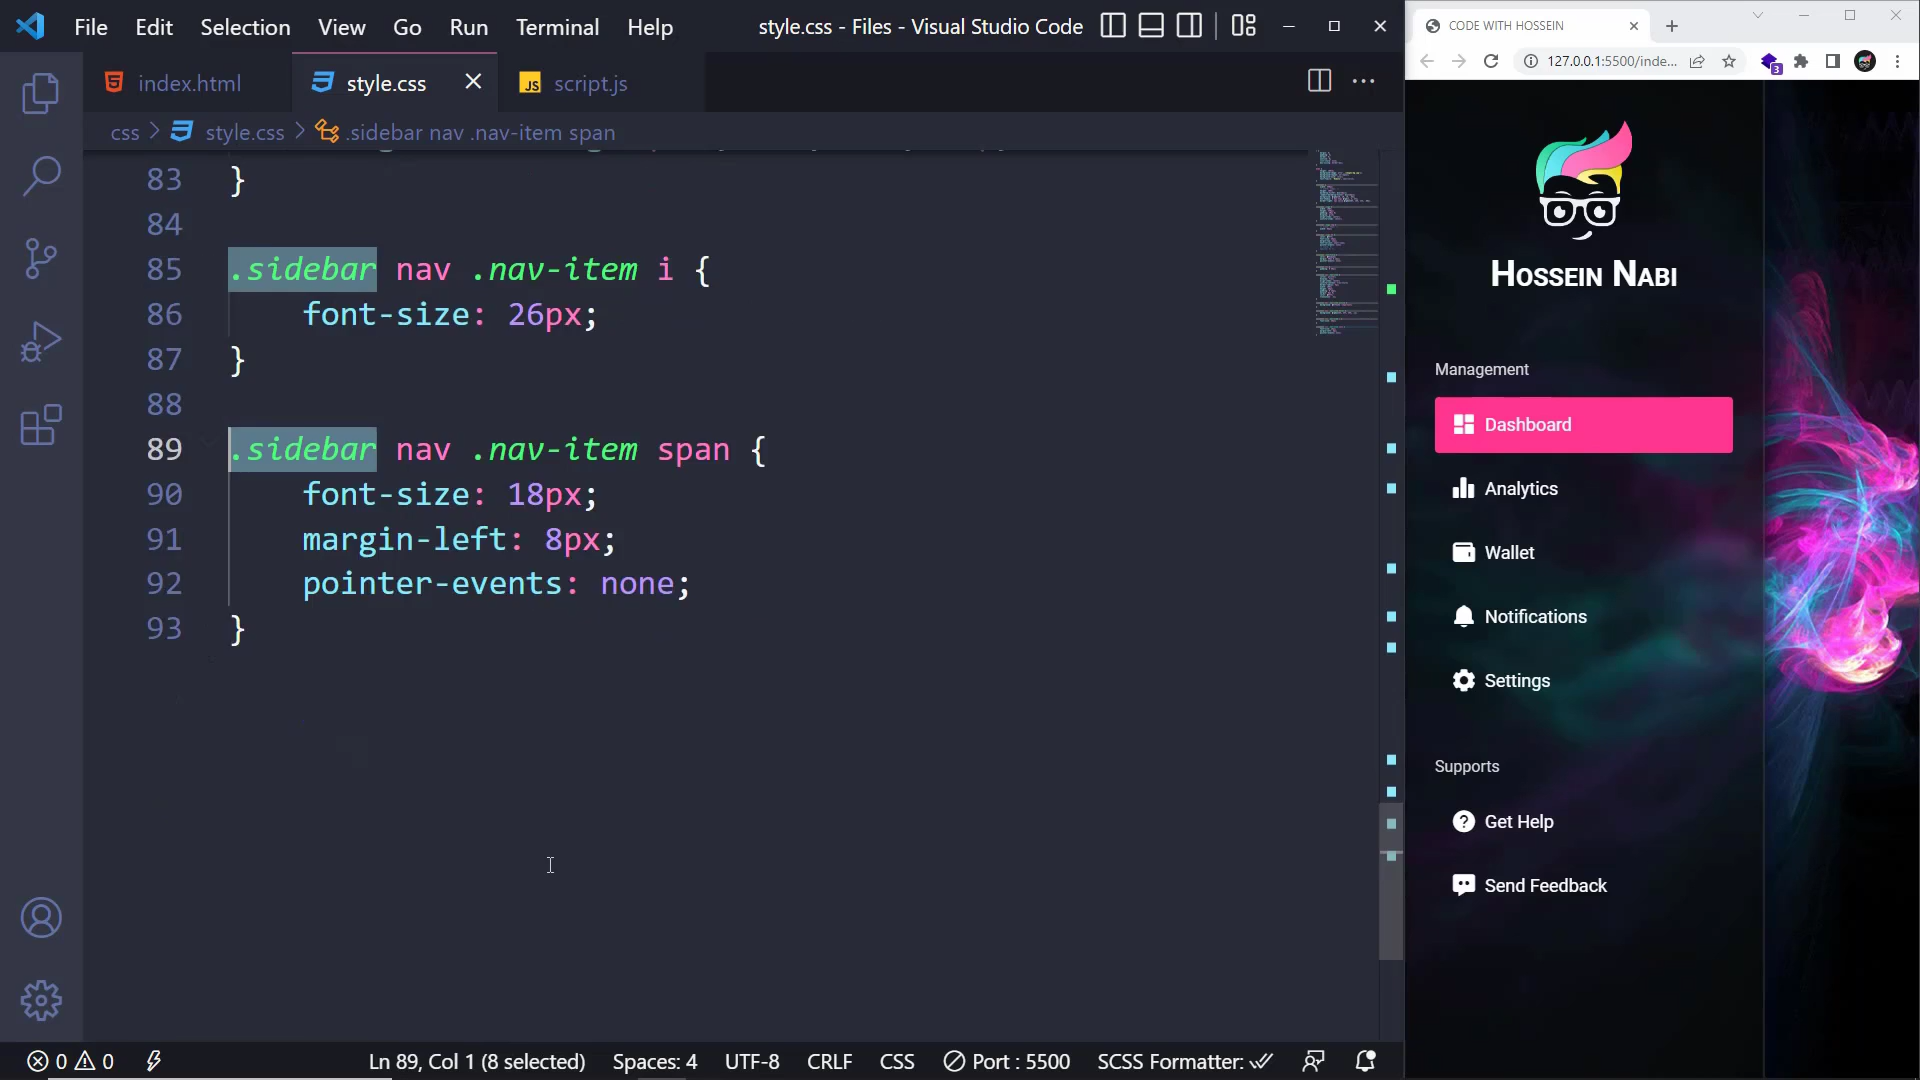 File Edit Selection View Go Run Terminal Help style.css - Files - Visual Studio Code
index.html style.css script.js
css style.css .sidebar nav .nav-item span
83 }
84
85 .sidebar nav .nav-item i {
86 font-size: 26px;
87 }
88
89 .sidebar nav .nav-item span {
90 font-size: 18px;
91 margin-left: 8px;
92 pointer-events: none;
93 }
0 0 Ln 89, Col 1 (8 selected) Spaces: 4 UTF-8 CRLF CSS Port : 5500 SCSS Formatter:
CODE WITH HOSSEIN
127.0.0.1:5500/inde...
3
HOSSEIN NABI
Management
Dashboard
Analytics
Wallet
Notifications
Settings
Supports
Get Help
Send Feedback